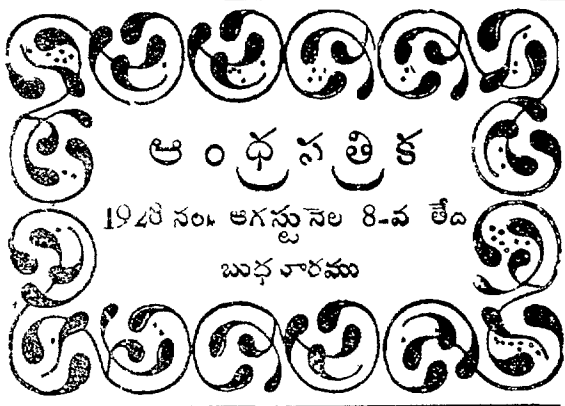 ఆంధ్రపత్రిక
1928 సం॥ ఆగస్టునెల 8-వ తేది
బుధవారము